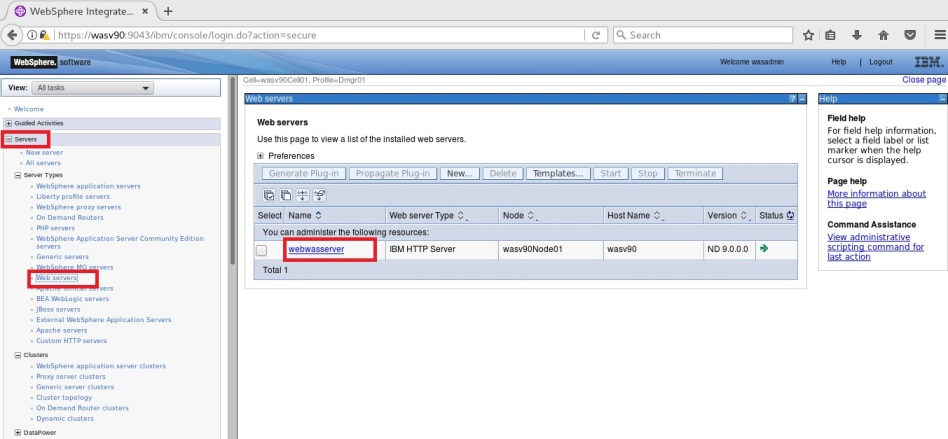 WebSphere Integrate...
https://wasv90:9043/ibm/console/login.do?action=secure
Search
WebSphere. software
Welcome wasadmin
Help | Logout
IBM.
View: All tasks
Cell=wasv90Cell01, Profile=Dmgr01
Close page
Welcome
Guided Activities
Servers
New server
All servers
Server Types
WebSphere application servers
Liberty profile servers
WebSphere proxy servers
On Demand Routers
PHP servers
WebSphere Application Server Community Edition
servers
Generic servers
WebSphere MQ servers
Web servers
Apache Tomcat servers
BEA WebLogic servers
JBoss servers
External WebSphere Application Servers
Apache servers
Custom HTTP servers
Clusters
WebSphere application server clusters
Proxy server clusters
Generic server clusters
Cluster topology
On Demand Router clusters
Dynamic clusters
DataPower
Web servers
Web servers
Use this page to view a list of the installed web servers.
Preferences
Generate Plug-in Propagate Plug-in New... Delete Templates... Start Stop Terminate
Select Name Web server Type Node Host Name Version Status
You can administer the following resources:
webwasserver IBM HTTP Server wasv90Node01 wasv90 ND 9.0.0.0
Total 1
Help
Field help
For field help information,
select a field label or list
marker when the help
cursor is displayed.
Page help
More information about
this page
Command Assistance
View administrative
scripting command for
last action